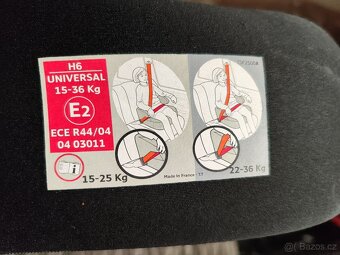 H6
UNIVERSAL
15-36 Kg
E2
ECE R44/04
04 03011
15-25 Kg
Made in France
22-36 Kg
bazos.cz